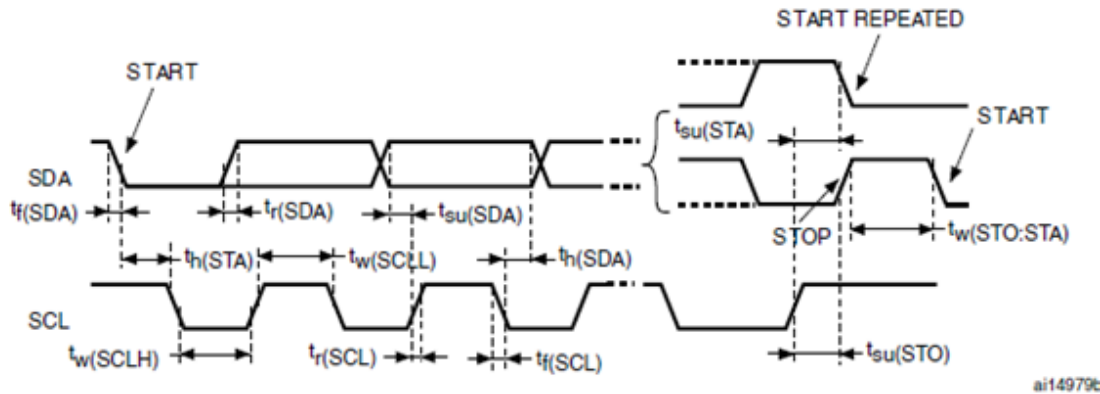 START REPEATED
START
tsu(STA)
START
SDA
tf(SDA)
tr(SDA)
tsu(SDA)
STOP
tw(STO:STA)
th(STA)
tw(SCLL)
th(SDA)
SCL
tw(SCLH)
tr(SCL)
tf(SCL)
tsu(STO)
ai14979b